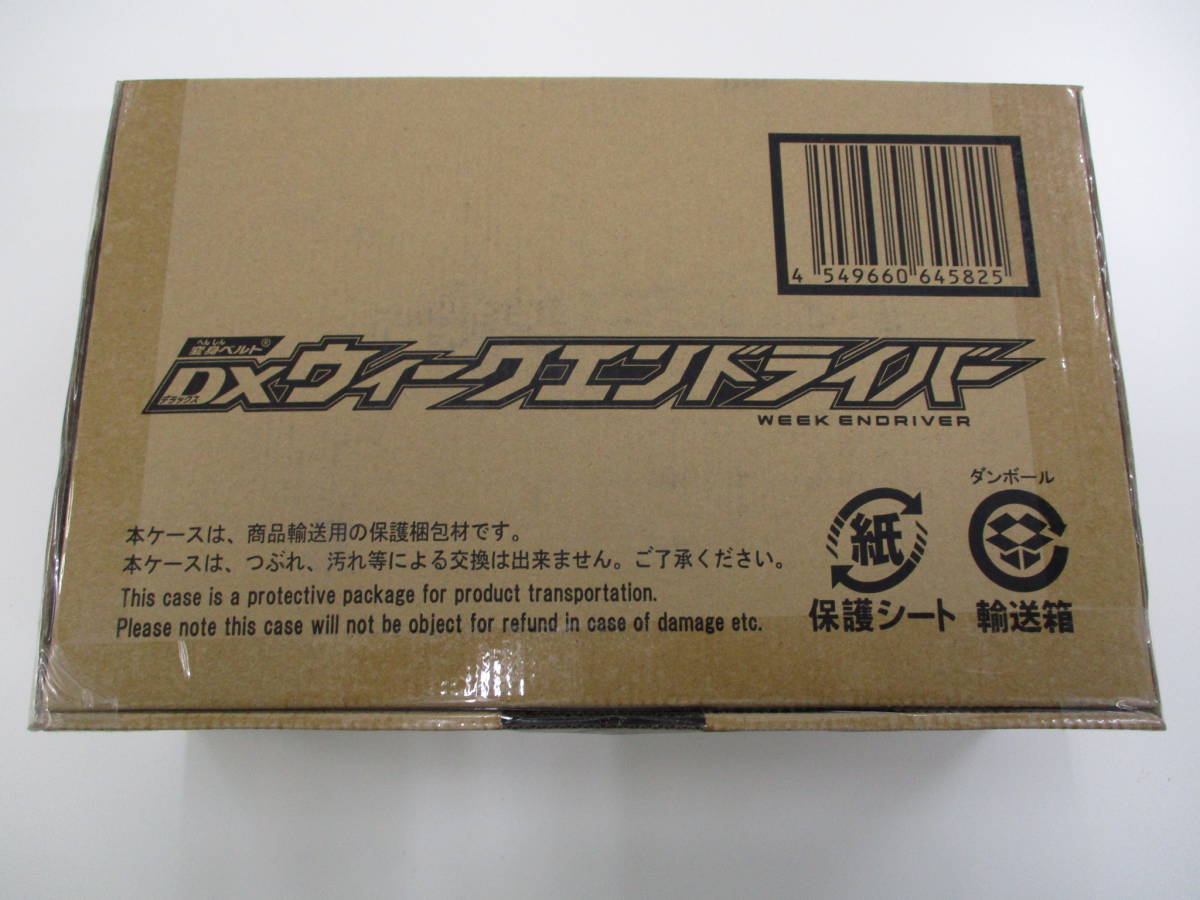 4 549660 645825
へんしん
変身ベルト®
DXウィークエンドライバー
デラックス
WEEK ENDRIVER
ダンボール
本ケースは、商品輸送用の保護梱包材です。
本ケースは、つぶれ、汚れ等による交換は出来ません。ご了承ください。
This case is a protective package for product transportation.
Please note this case will not be object for refund in case of damage etc.
紙
保護シート 輸送箱